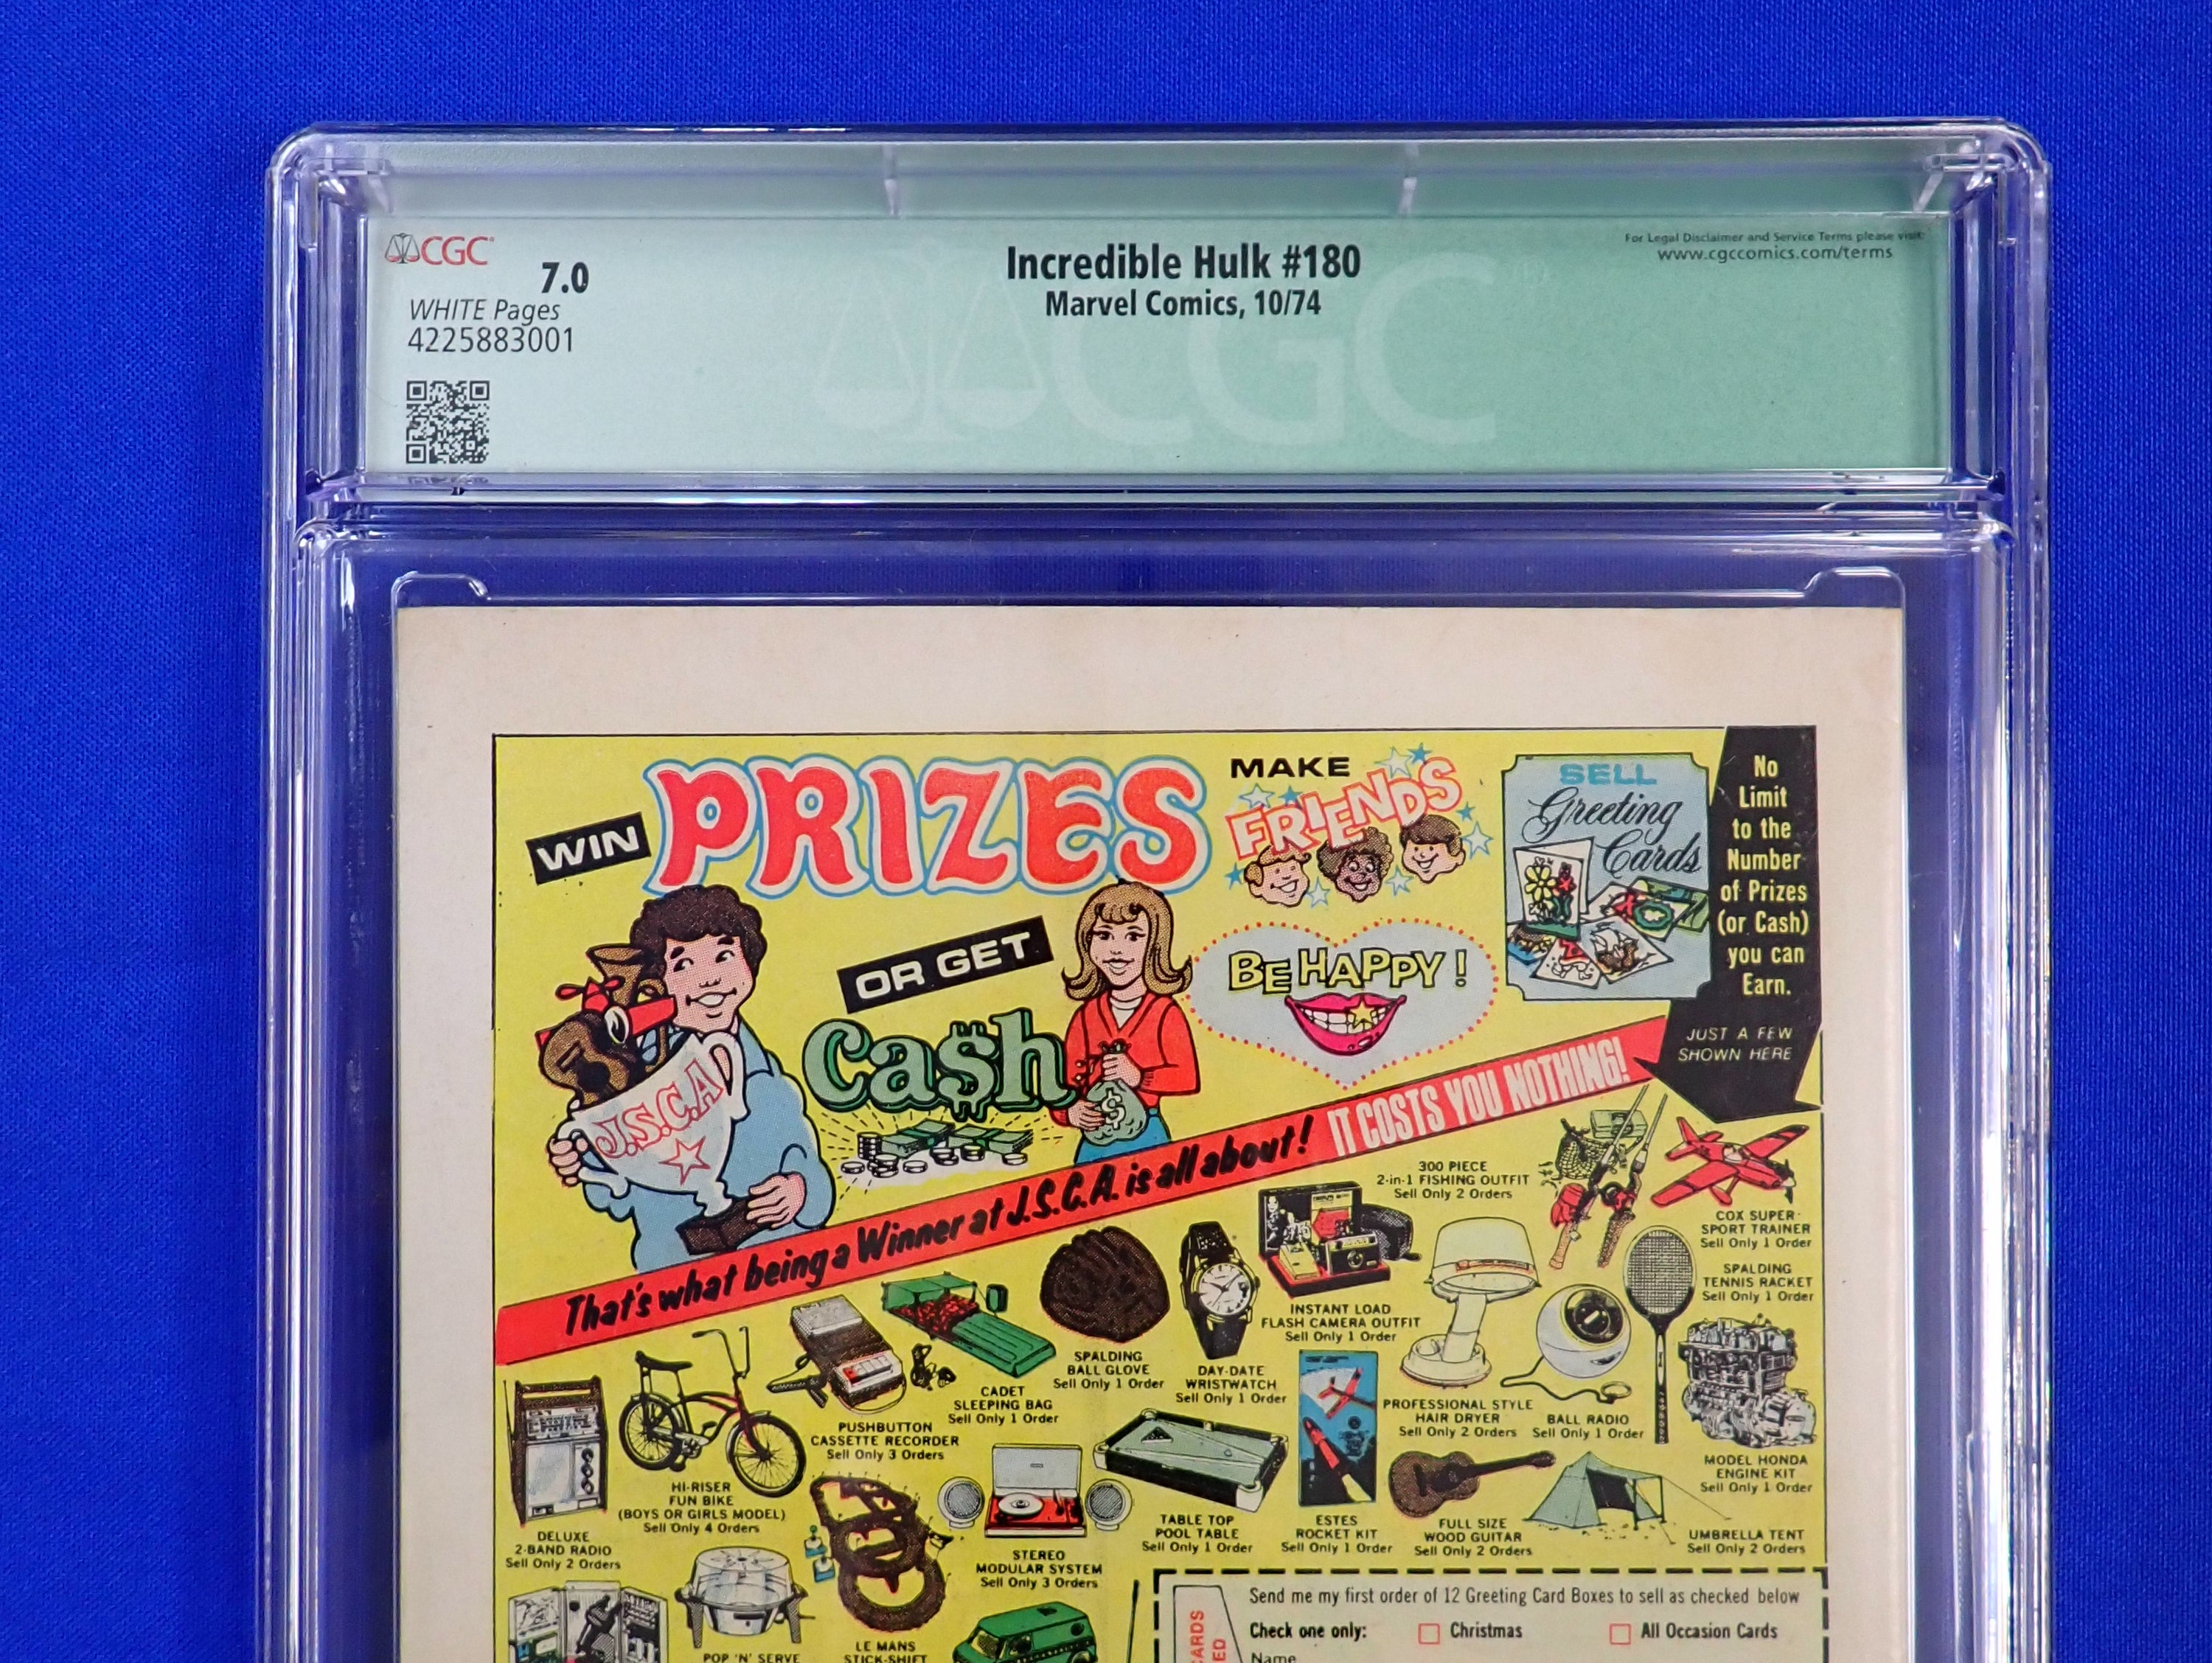 CGC
7.0
WHITE Pages
4225883001
Incredible Hulk #180
Marvel Comics, 10/74
For Legal Disclaimer and Service Terms please visit:
www.cgccomics.com/terms
CGC
WIN PRIZES
OR GET
Ca$h
MAKE
FRIENDS
BE HAPPY!
SELL
Greeting
Cards
No
Limit
to the
Number
of Prizes
(or Cash)
you can
Earn.
JUST A FEW
SHOWN HERE
J.S.C.A
$
That's what being a Winner at J.S.C.A. is all about! IT COSTS YOU NOTHING!
300 PIECE
2-in-1 FISHING OUTFIT
Sell Only 2 Orders
COX SUPER-
SPORT TRAINER
Sell Only 1 Order
SPALDING
TENNIS RACKET
Sell Only 1 Order
INSTANT LOAD
FLASH CAMERA OUTFIT
Sell Only 1 Order
SPALDING
BALL GLOVE
Sell Only 1 Order
DAY-DATE
WRISTWATCH
Sell Only 1 Order
CADET
SLEEPING BAG
Sell Only 1 Order
PUSHBUTTON
CASSETTE RECORDER
Sell Only 3 Orders
PROFESSIONAL STYLE
HAIR DRYER
Sell Only 2 Orders
BALL RADIO
Sell Only 1 Order
MODEL HONDA
ENGINE KIT
Sell Only 1 Order
HI-RISER
FUN BIKE
(BOYS OR GIRLS MODEL)
Sell Only 4 Orders
DELUXE
2-BAND RADIO
Sell Only 2 Orders
STEREO
MODULAR SYSTEM
Sell Only 3 Orders
TABLE TOP
POOL TABLE
Sell Only 1 Order
ESTES
ROCKET KIT
Sell Only 1 Order
FULL SIZE
WOOD GUITAR
Sell Only 2 Orders
UMBRELLA TENT
Sell Only 2 Orders
POP 'N' SERVE
LE MANS
STICK-SHIFT
Send me my first order of 12 Greeting Card Boxes to sell as checked below
Check one only: Christmas All Occasion Cards
Name
CARDS